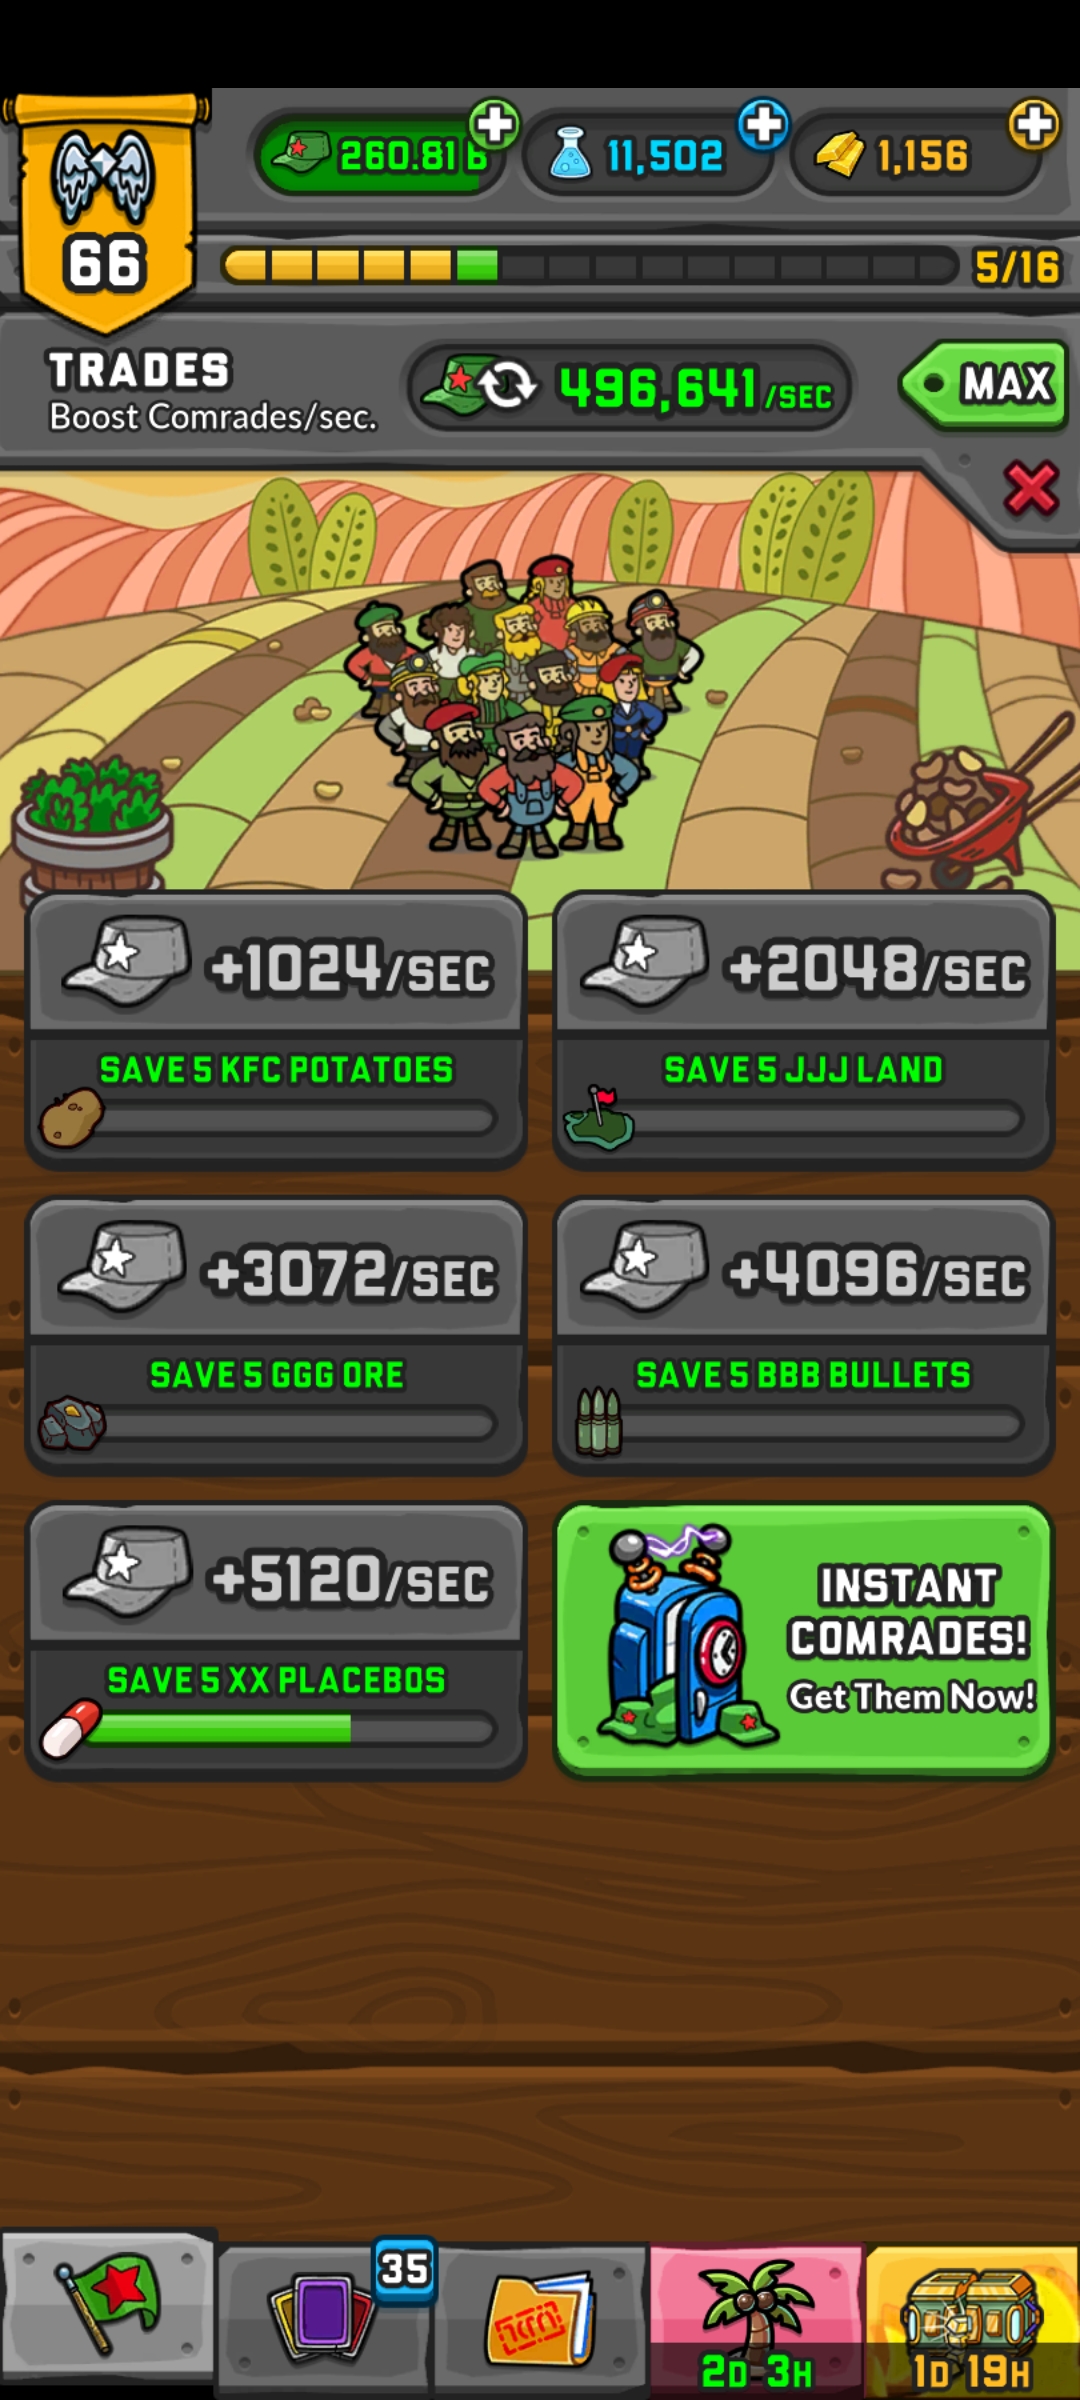 260.81 B
11,502
1,156
66
5/16
TRADES
Boost Comrades/sec.
496,641/SEC
MAX
+1024/SEC
+2048/SEC
SAVE 5 KFC POTATOES
SAVE 5 JJJ LAND
+3072/SEC
+4096/SEC
SAVE 5 GGG ORE
SAVE 5 BBB BULLETS
+5120/SEC
SAVE 5 XX PLACEBOS
INSTANT
COMRADES!
Get Them Now!
35
2D 3H
1D 19H